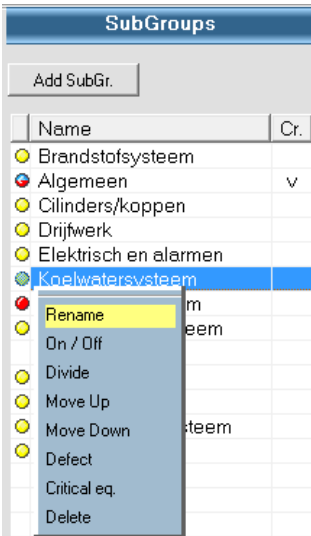 SubGroups
Add SubGr.
Name Cr.
Brandstofsysteem
Algemeen v
Cilinders/koppen
Drijfwerk
Elektrisch en alarmen
Koelwatersysteem
Rename
On / Off
Divide
Move Up
Move Down
Defect
Critical eq.
Delete